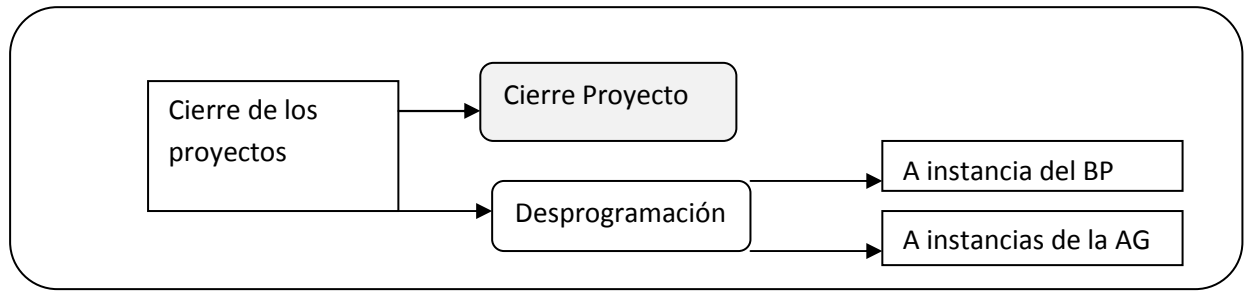 Cierre de los
proyectos
Cierre Proyecto
Desprogramación
A instancia del BP
A instancias de la AG